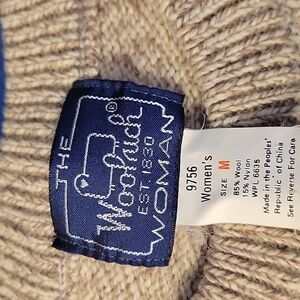 THE
Woolrich®
EST. 1830
WOMAN
9756
Women's
SIZE M
85% Wool
15% Nylon
WPL 6635
Made in the Peoples'
Republic of China
See Reverse For Care